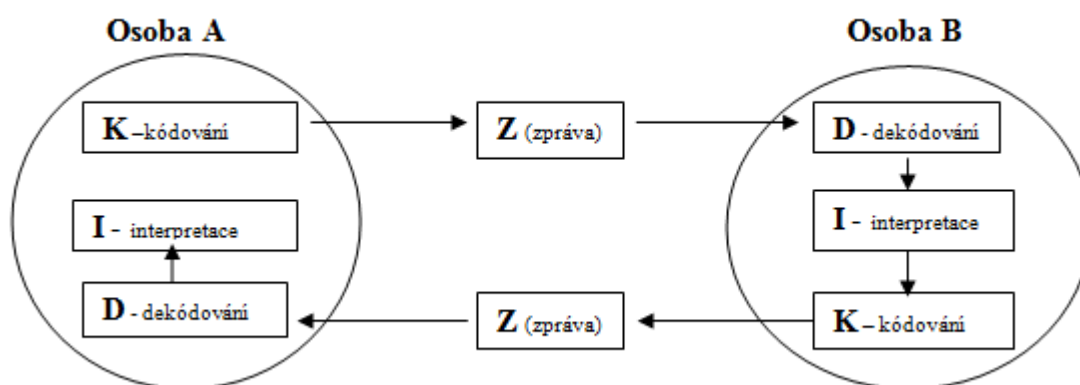 Osoba A
Osoba B
K –kódování
Z (zpráva)
D - dekódování
I - interpretace
I - interpretace
D - dekódování
Z (zpráva)
K – kódování